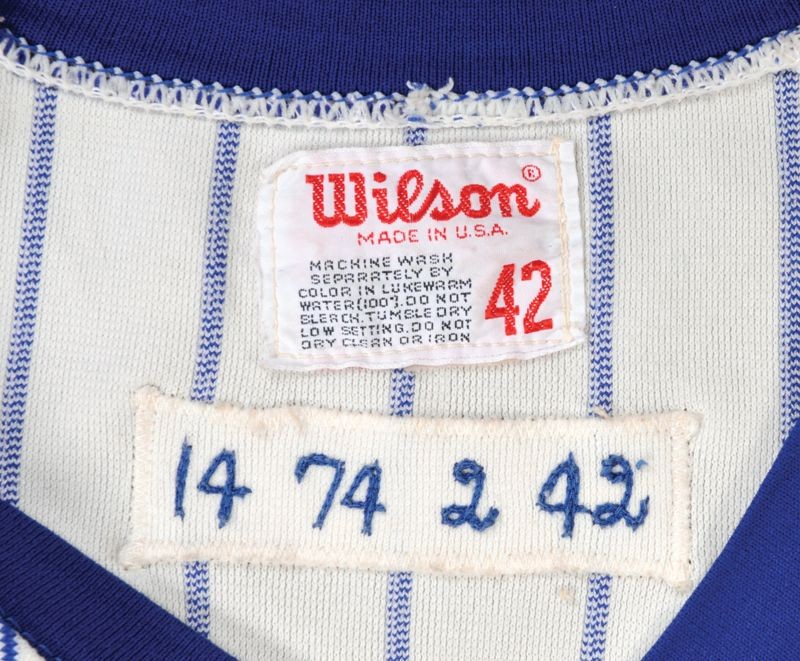 Wilson®
MADE IN U.S.A.
MACHINE WASH
SEPARATELY BY
COLOR IN LUKEWARM
WATER(100°). DO NOT
BLEACH. TUMBLE DRY
LOW SETTING. DO NOT
DRY CLEAN OR IRON
42
14 74 2 42